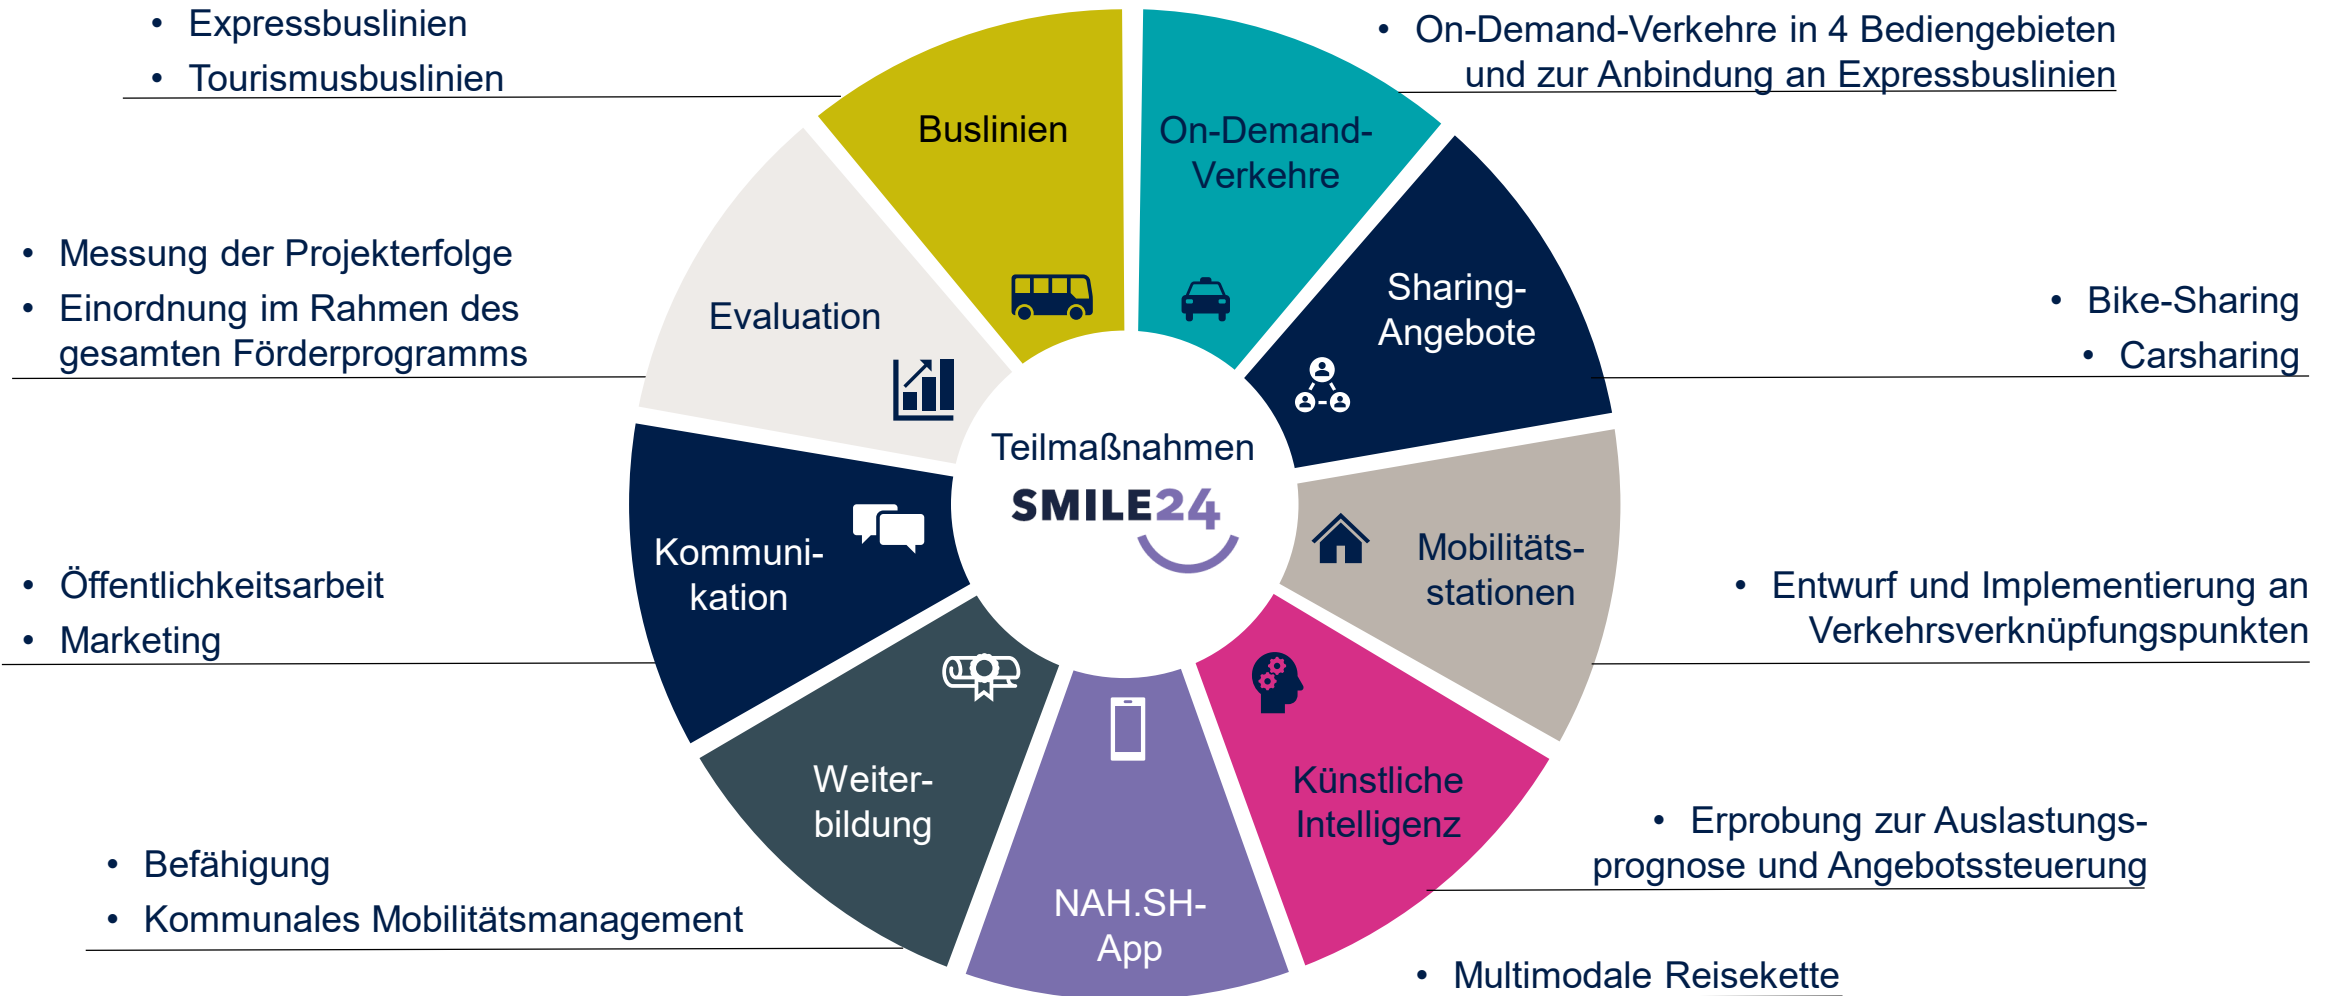 • Expressbuslinien
• Tourismusbuslinien
• On-Demand-Verkehre in 4 Bediengebieten
und zur Anbindung an Expressbuslinien
Buslinien
On-Demand-
Verkehre
• Messung der Projekterfolge
• Einordnung im Rahmen des
gesamten Förderprogramms
Evaluation
Sharing-
Angebote
• Bike-Sharing
• Carsharing
Teilmaßnahmen
SMILE24
• Öffentlichkeitsarbeit
• Marketing
Kommuni-
kation
Mobilitäts-
stationen
• Entwurf und Implementierung an
Verkehrsverknüpfungspunkten
Weiter-
bildung
Künstliche
Intelligenz
• Befähigung
• Kommunales Mobilitätsmanagement
NAH.SH-
App
• Erprobung zur Auslastungs-
prognose und Angebotssteuerung
• Multimodale Reisekette